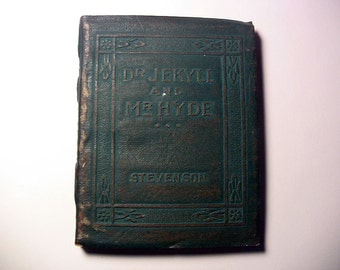 DR JEKYLL
AND
MR HYDE
STEVENSON